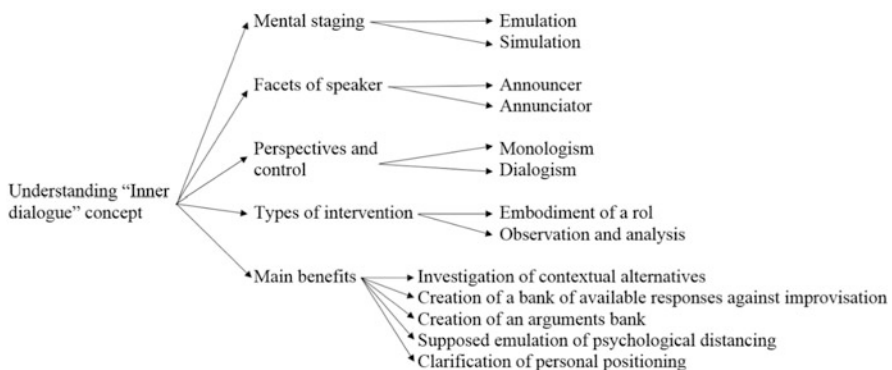 Mental staging
Emulation
Simulation
Facets of speaker
Announcer
Annunciator
Perspectives and
control
Monologism
Dialogism
Understanding “Inner
dialogue” concept
Types of intervention
Embodiment of a rol
Observation and analysis
Main benefits
Investigation of contextual alternatives
Creation of a bank of available responses against improvisation
Creation of an arguments bank
Supposed emulation of psychological distancing
Clarification of personal positioning